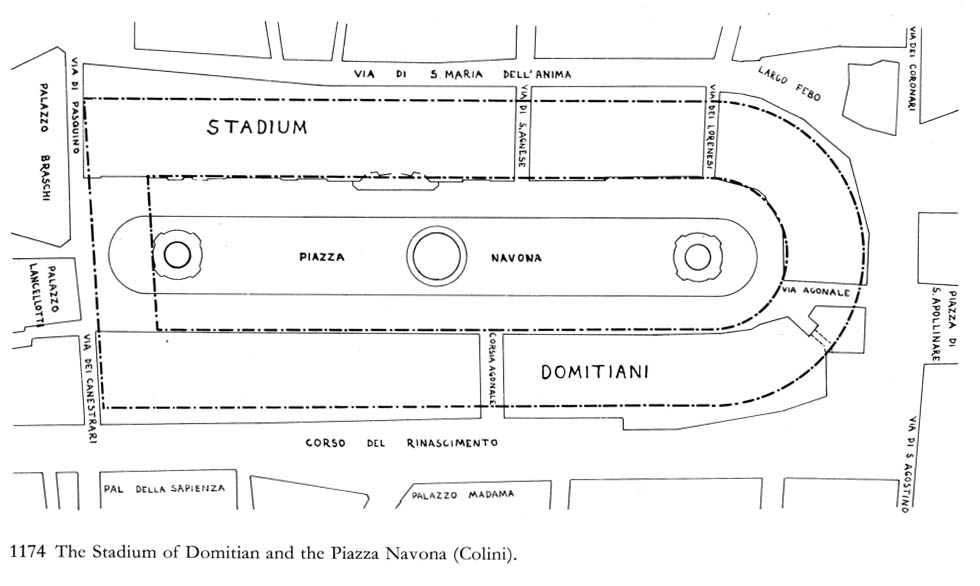 VIA DI S. MARIA DELL'ANIMA
LARGO FEBO
VIA DEI CORONARI
VIA DI PASQUINO
PALAZZO BRASCHI
STADIUM
VIA DI S. AGNESE
VIA DEI LORENESI
PIAZZA NAVONA
PALAZZO
LANCELLOTTI
VIA AGONALE
PIAZZA DI
S. APOLLINARE
VIA DEI CANESTRARI
CORSIA AGONALE
DOMITIANI
CORSO DEL RINASCIMENTO
VIA DI S AGOSTINO
PAL DELLA SAPIENZA
PALAZZO MADAMA
1174 The Stadium of Domitian and the Piazza Navona (Colini).